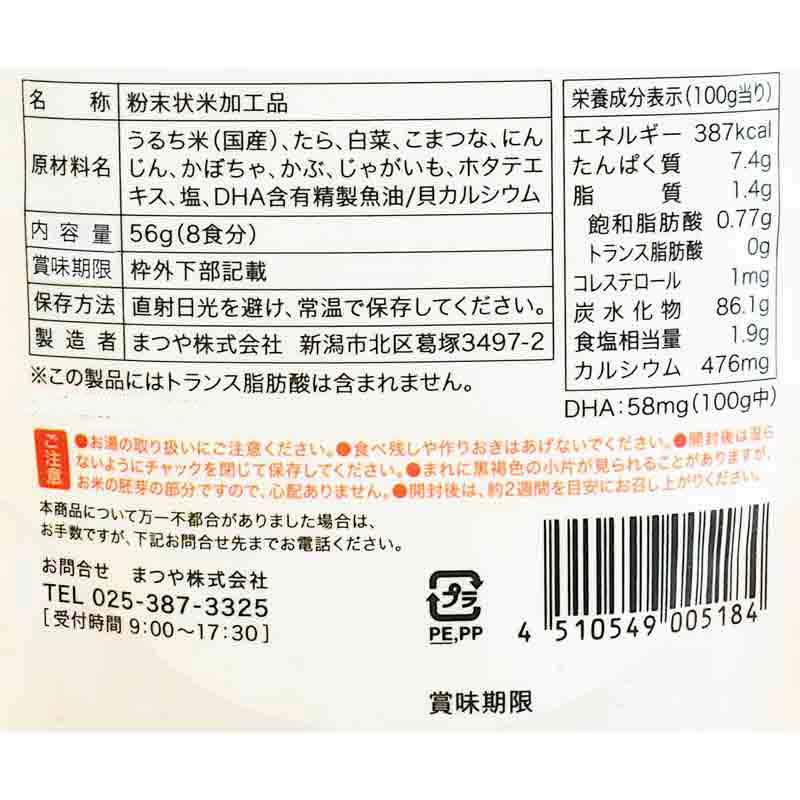 名称 粉末状米加工品
原材料名 うるち米(国産)、たら、白菜、こまつな、にん
じん、かぼちゃ、かぶ、じゃがいも、ホタテエ
キス、塩、DHA含有精製魚油/貝カルシウム
内容量 56g(8食分)
賞味期限 枠外下部記載
保存方法 直射日光を避け、常温で保存してください。
製造者 まつや株式会社 新潟市北区葛塚3497-2
※この製品にはトランス脂肪酸は含まれません。
栄養成分表示(100g当り)
エネルギー 387kcal
たんぱく質 7.4g
脂質 1.4g
飽和脂肪酸 0.77g
トランス脂肪酸 0g
コレステロール 1mg
炭水化物 86.1g
食塩相当量 1.9g
カルシウム 476mg
DHA:58mg(100g中)
ご注意
●お湯の取り扱いにご注意ください。●食べ残しや作りおきはあげないでください。●開封後は湿ら
ないようにチャックを閉じて保存してください。●まれに黒褐色の小片が見られることがありますが、
お米の胚芽の部分ですので、心配ありません。●開封後は、約2週間を目安にお召し上がりください。
本商品について万一不都合がありました場合は、
お手数ですが、下記お問合せ先までお電話ください。
お問合せ まつや株式会社
TEL 025-387-3325
[受付時間 9:00〜17:30]
プラ
PE,PP
4 510549 005184
賞味期限